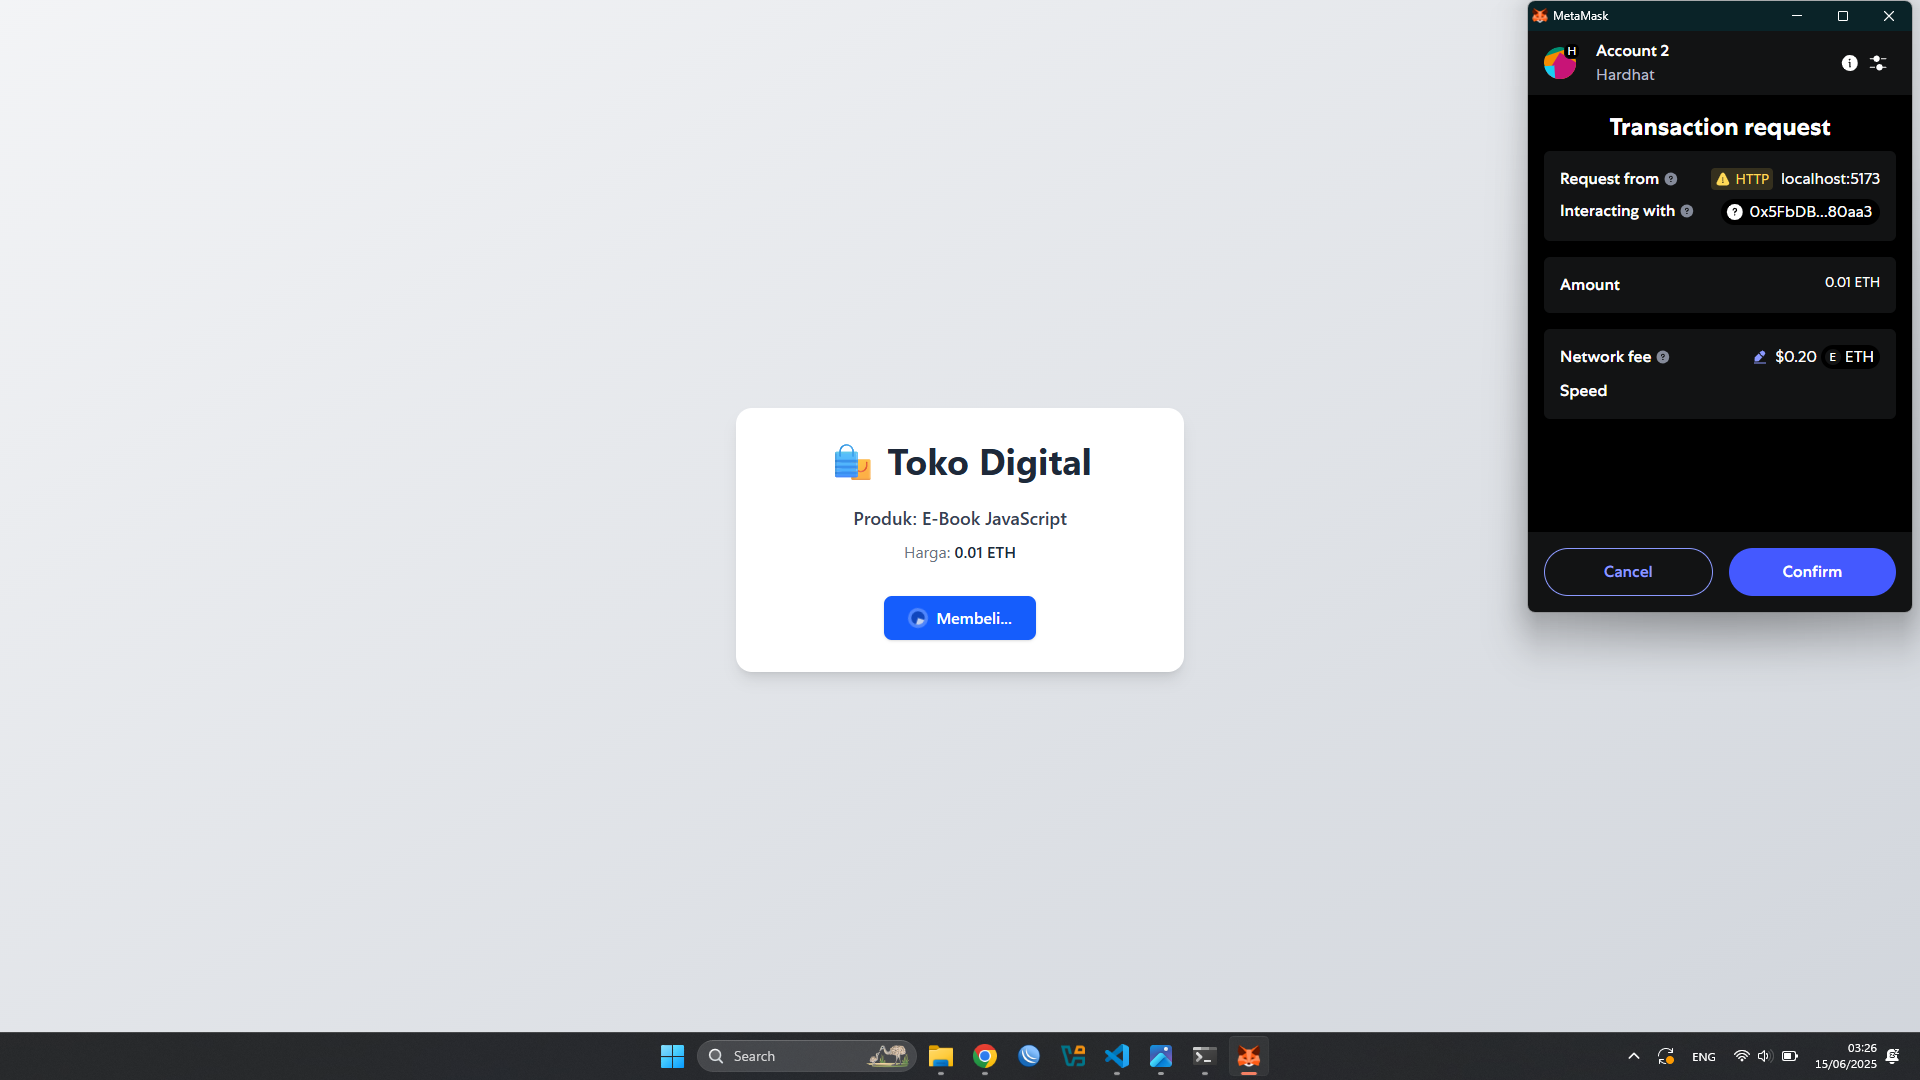 MetaMask
H
Account 2
Hardhat
Transaction request
Request from HTTP localhost:5173
Interacting with 0x5FbDB...80aa3
Amount 0.01 ETH
Network fee $0.20 E ETH
Speed
Cancel Confirm
Toko Digital
Produk: E-Book JavaScript
Harga: 0.01 ETH
Membeli...
Search
ENG
03:26
15/06/2025